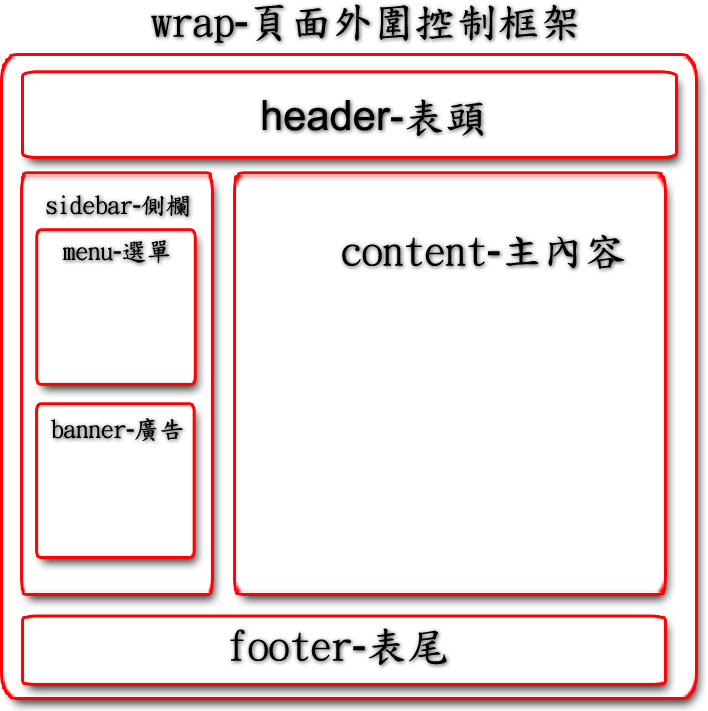 wrap-頁面外圍控制框架
header-表頭
sidebar-側欄
menu-選單
banner-廣告
content-主內容
footer-表尾